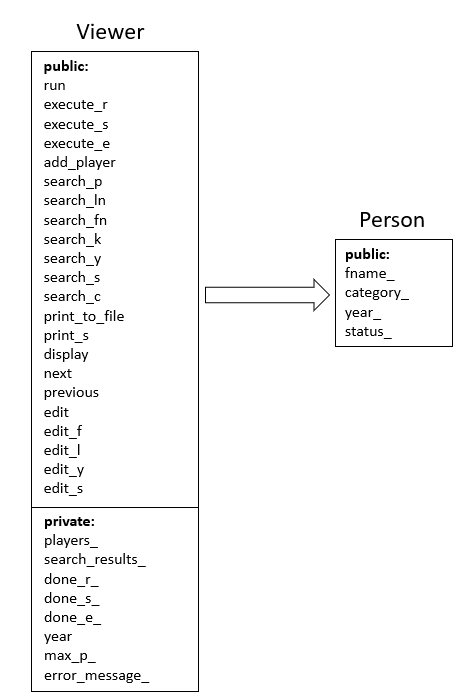 Viewer
public:
run
execute_r
execute_s
execute_e
add_player
search_p
search_ln
search_fn
search_k
search_y
search_s
search_c
print_to_file
print_s
display
next
previous
edit
edit_f
edit_l
edit_y
edit_s
private:
players_
search_results_
done_r_
done_s_
done_e_
year
max_p_
error_message_
Person
public:
fname_
category_
year_
status_